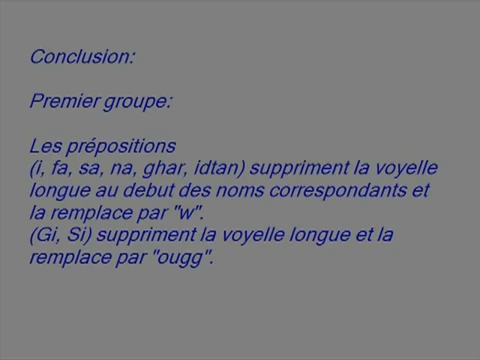 Conclusion:
Premier groupe:
Les prépositions
(i, fa, sa, na, ghar, idtan) suppriment la voyelle
longue au debut des noms correspondants et
la remplace par "w".
(Gi, Si) suppriment la voyelle longue et la
remplace par "ougg".